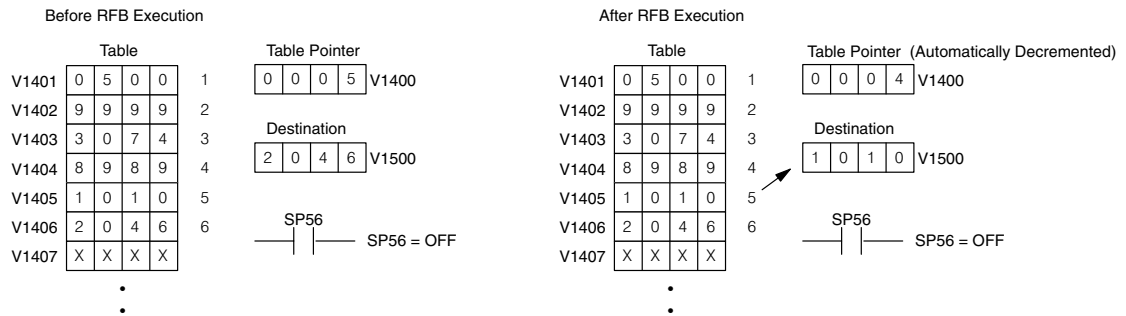 Before RFB Execution
Table
Table Pointer
V1401 0 5 0 0 1
0 0 0 5 V1400
V1402 9 9 9 9 2
V1403 3 0 7 4 3
Destination
V1404 8 9 8 9 4
2 0 4 6 V1500
V1405 1 0 1 0 5
V1406 2 0 4 6 6
SP56
SP56 = OFF
V1407 X X X X
After RFB Execution
Table
Table Pointer (Automatically Decremented)
V1401 0 5 0 0 1
0 0 0 4 V1400
V1402 9 9 9 9 2
V1403 3 0 7 4 3
Destination
V1404 8 9 8 9 4
1 0 1 0 V1500
V1405 1 0 1 0 5
V1406 2 0 4 6 6
SP56
SP56 = OFF
V1407 X X X X